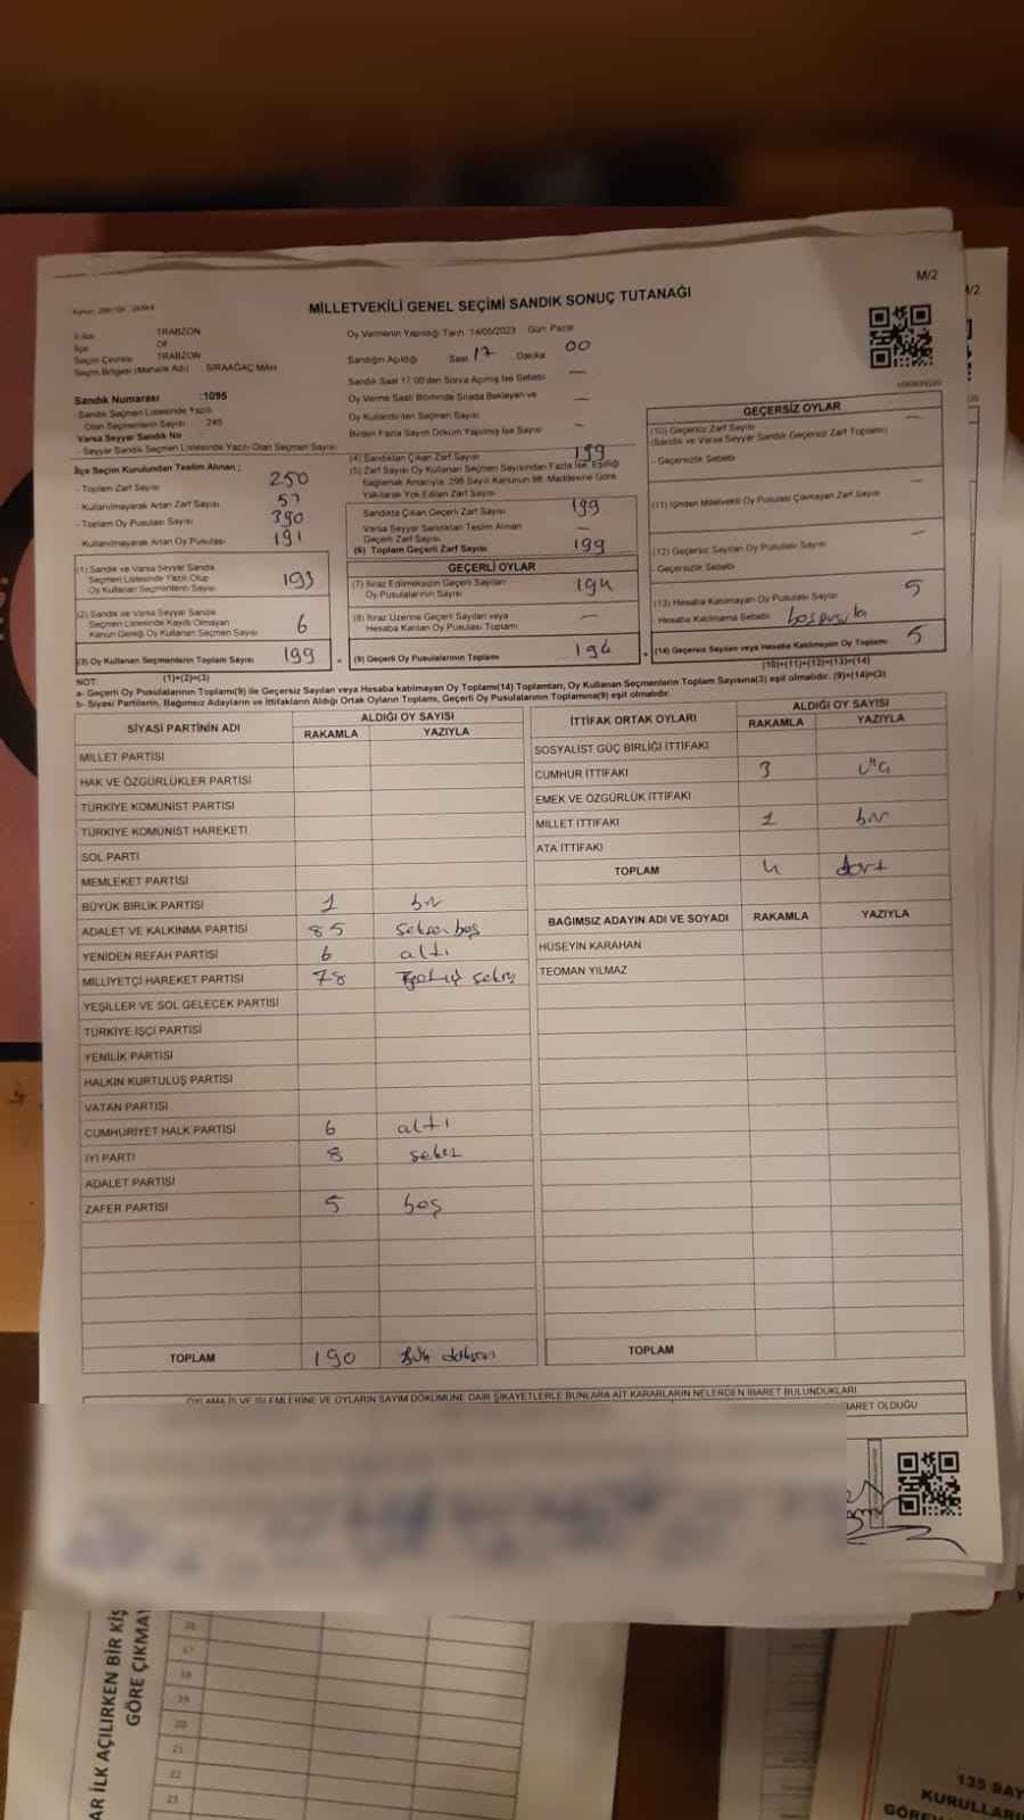 M/2
MİLLETVEKİLİ GENEL SEÇİMİ SANDIK SONUÇ TUTANAĞI
TRABZON
İlçe OF
Seçim Çevresi TRABZON
Seçim Bölgesi (Mahalle Adı) SIRAAĞAÇ MAH
Sandık Numarası :1095
- Sandık Seçmen Listesinde Yazılı
Olan Seçmenlerin Sayısı 245
Varsa Seyyar Sandık No
- Seyyar Sandık Seçmen Listesinde Yazılı Olan Seçmen Sayısı
İlçe Seçim Kurulundan Teslim Alınan ;
- Toplam Zarf Sayısı 250
- Kullanılmayarak Artan Zarf Sayısı 57
- Toplam Oy Pusulası Sayısı 390
- Kullanılmayarak Artan Oy Pusulası 191
(1) Sandık ve Varsa Seyyar Sandık
Seçmen Listesinde Yazılı Olup
Oy Kullanan Seçmenlerin Sayısı 193
(2) Sandık ve Varsa Seyyar Sandık
Seçmen Listesinde Kayıtlı Olmayan
Kanun Gereği Oy Kullanan Seçmen Sayısı 6
(3) Oy Kullanan Seçmenlerin Toplam Sayısı 199
(1)+(2)=(3)
Oy Vermenin Yapıldığı Tarih 14/05/2023 Gün Pazar
Sandığın Açıldığı Saat 17 Dakika 00
Sandık Saat 17:00'den Sonra Açılmış İse Sebebi —
Oy Verme Saati Bitiminde Sırada Bekleyen ve
Oy Kullandırılan Seçmen Sayısı —
Birden Fazla Sayım Döküm Yapılmış İse Sayısı —
(4) Sandıktan Çıkan Zarf Sayısı 199
(5) Zarf Sayısı Oy Kullanan Seçmen Sayısından Fazla İse, Eşitliği
Sağlamak Amacıyla 298 Sayılı Kanunun 98. Maddesine Göre
Yakılarak Yok Edilen Zarf Sayısı
Sandıkta Çıkan Geçerli Zarf Sayısı 199
Varsa Seyyar Sandıktan Teslim Alınan
Geçerli Zarf Sayısı —
(6) Toplam Geçerli Zarf Sayısı 199
GEÇERLİ OYLAR
(7) İtiraz Edilmeksizin Geçerli Sayılan
Oy Pusulalarının Sayısı 194
(8) İtiraz Üzerine Geçerli Sayılan veya
Hesaba Katılan Oy Pusulası Toplamı —
= (9) Geçerli Oy Pusulalarının Toplamı 194
GEÇERSİZ OYLAR
(10) Geçersiz Zarf Sayısı —
(Sandık ve Varsa Seyyar Sandık Geçersiz Zarf Toplamı)
- Geçersizlik Sebebi
(11) İçinden Milletvekili Oy Pusulası Çıkmayan Zarf Sayısı —
(12) Geçersiz Sayılan Oy Pusulası Sayısı —
Geçersizlik Sebebi
(13) Hesaba Katılmayan Oy Pusulası Sayısı 5
Hesaba Katılmama Sebebi boş pusula
+ (14) Geçersiz Sayılan veya Hesaba Katılmayan Oy Toplamı 5
(10)+(11)+(12)+(13)=(14)
NOT:
a- Geçerli Oy Pusulalarının Toplamı(9) ile Geçersiz Sayılan veya Hesaba katılmayan Oy Toplamı(14) Toplamları, Oy Kullanan Seçmenlerin Toplam Sayısına(3) eşit olmalıdır. (9)+(14)=(3)
b- Siyasi Partilerin, Bağımsız Adayların ve İttifakların Aldığı Ortak Oyların Toplamı, Geçerli Oy Pusulalarının Toplamına(9) eşit olmalıdır.
SİYASİ PARTİNİN ADI ALDIĞI OY SAYISI
RAKAMLA YAZIYLA
MİLLET PARTİSİ
HAK VE ÖZGÜRLÜKLER PARTİSİ
TÜRKİYE KOMÜNİST PARTİSİ
TÜRKİYE KOMÜNİST HAREKETİ
SOL PARTİ
MEMLEKET PARTİSİ
BÜYÜK BİRLİK PARTİSİ 1 bir
ADALET VE KALKINMA PARTİSİ 85 seksen beş
YENİDEN REFAH PARTİSİ 6 altı
MİLLİYETÇİ HAREKET PARTİSİ 78 sekiz
YEŞİLLER VE SOL GELECEK PARTİSİ
TÜRKİYE İŞÇİ PARTİSİ
YENİLİK PARTİSİ
HALKIN KURTULUŞ PARTİSİ
VATAN PARTİSİ
CUMHURİYET HALK PARTİSİ 6 altı
İYİ PARTİ 8 sekiz
ADALET PARTİSİ
ZAFER PARTİSİ 5 beş
TOPLAM 190 yüz doksan
İTTİFAK ORTAK OYLARI ALDIĞI OY SAYISI
RAKAMLA YAZIYLA
SOSYALİST GÜÇ BİRLİĞİ İTTİFAKI
CUMHUR İTTİFAKI 3 üç
EMEK VE ÖZGÜRLÜK İTTİFAKI
MİLLET İTTİFAKI 1 bir
ATA İTTİFAKI
TOPLAM 4 dört
BAĞIMSIZ ADAYIN ADI VE SOYADI RAKAMLA YAZIYLA
HÜSEYİN KARAHAN
TEOMAN YILMAZ
TOPLAM
OYLAMA İŞ VE İŞLEMLERİNE VE OYLARIN SAYIM DÖKÜMÜNE DAİR ŞİKAYETLERLE BUNLARA AİT KARARLARIN NELERDEN İBARET BULUNDUKLARI
İBARET OLDUĞU
AR İLK AÇILIRKEN BİR KİŞ
GÖRE ÇIKMA
16
17
18
19
20
21
22
23
135 SAY
KURULLAR